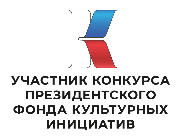 УЧАСТНИК КОНКУРСА
ПРЕЗИДЕНТСКОГО
ФОНДА КУЛЬТУРНЫХ
ИНИЦИАТИВ